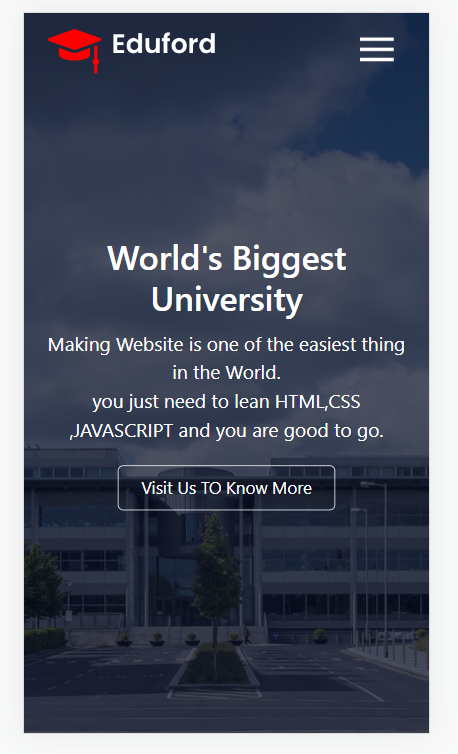 Eduford
World's Biggest
University
Making Website is one of the easiest thing
in the World.
you just need to lean HTML,CSS
,JAVASCRIPT and you are good to go.
Visit Us TO Know More